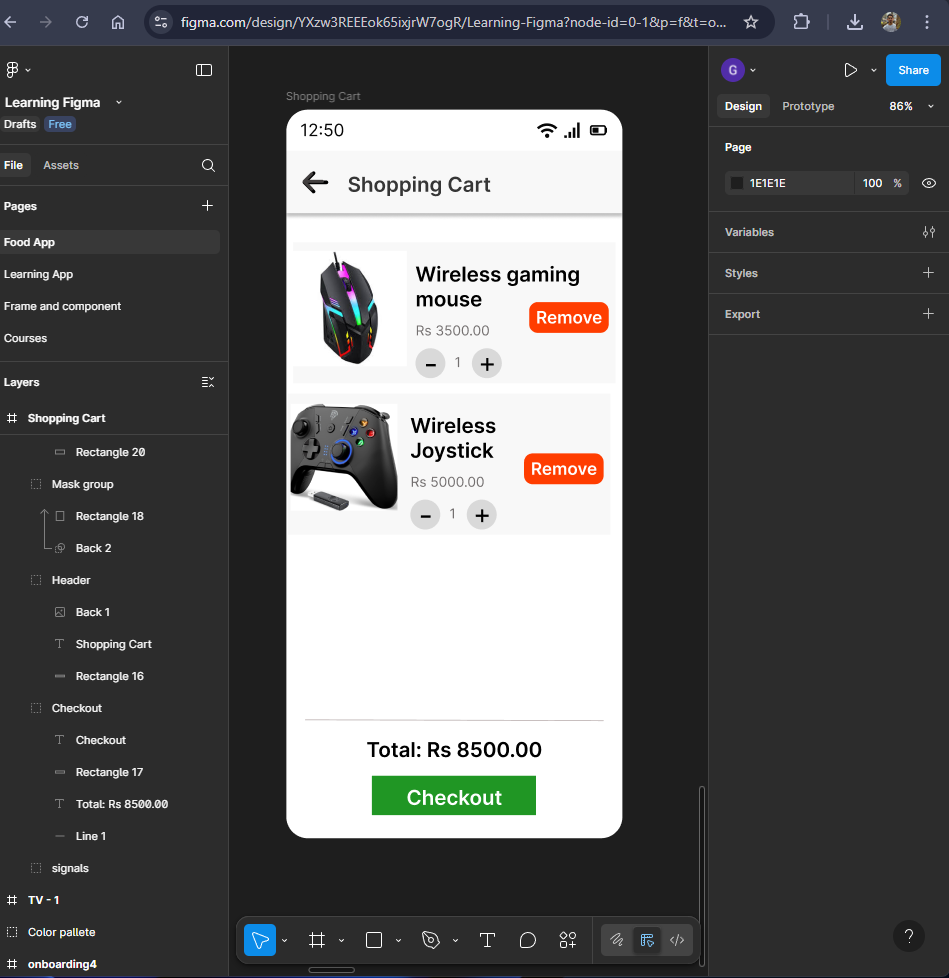 figma.com/design/YXzw3REEEok65ixjrW7ogR/Learning-Figma?node-id=0-1&p=f&t=o...
Learning Figma
Drafts Free
File Assets
Pages
Food App
Learning App
Frame and component
Courses
Layers
Shopping Cart
Rectangle 20
Mask group
Rectangle 18
Back 2
Header
Back 1
Shopping Cart
Rectangle 16
Checkout
Checkout
Rectangle 17
Total: Rs 8500.00
Line 1
signals
TV - 1
Color pallete
onboarding4
Shopping Cart
12:50
Shopping Cart
Wireless gaming
mouse
Remove
Rs 3500.00
- 1 +
Wireless
Joystick
Remove
Rs 5000.00
- 1 +
Total: Rs 8500.00
Checkout
G
Share
Design Prototype 86%
Page
1E1E1E 100 %
Variables
Styles
Export
?